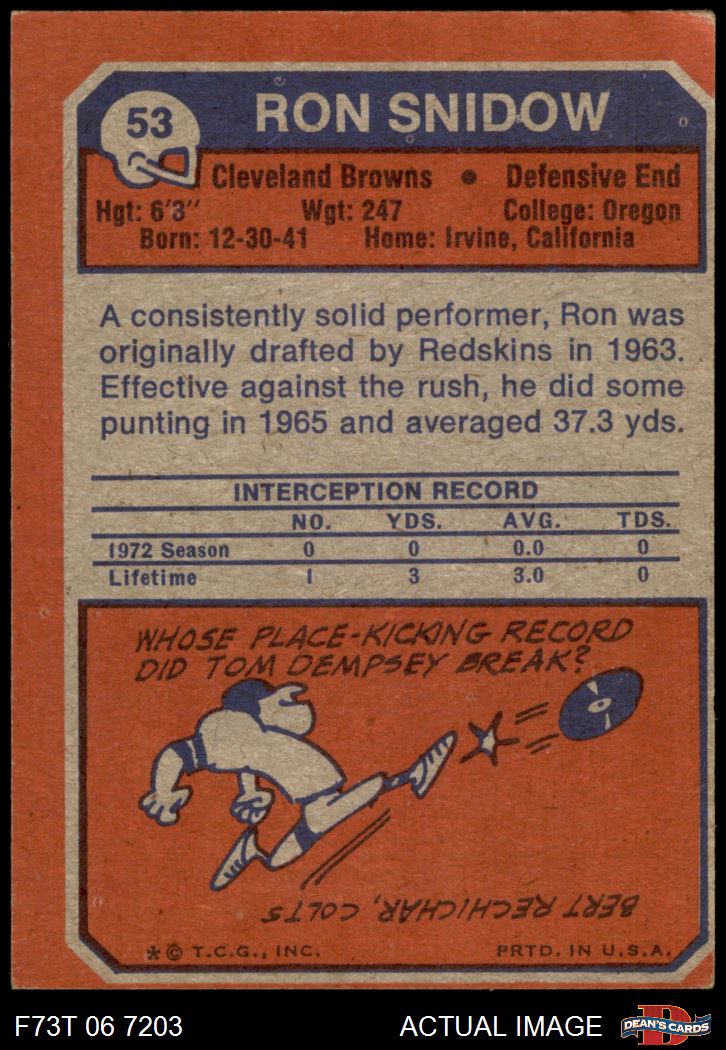 53
RON SNIDOW
Cleveland Browns • Defensive End
Hgt: 6'3" Wgt: 247 College: Oregon
Born: 12-30-41 Home: Irvine, California
A consistently solid performer, Ron was
originally drafted by Redskins in 1963.
Effective against the rush, he did some
punting in 1965 and averaged 37.3 yds.
INTERCEPTION RECORD
NO. YDS. AVG. TDS.
1972 Season 0 0 0.0 0
Lifetime 1 3 3.0 0
WHOSE PLACE-KICKING RECORD
DID TOM DEMPSEY BREAK?
BERT RECHICHAR, COLTS
*© T.C.G., INC. PRTD. IN U.S.A.
F73T 06 7203 ACTUAL IMAGE D DEAN'S CARDS